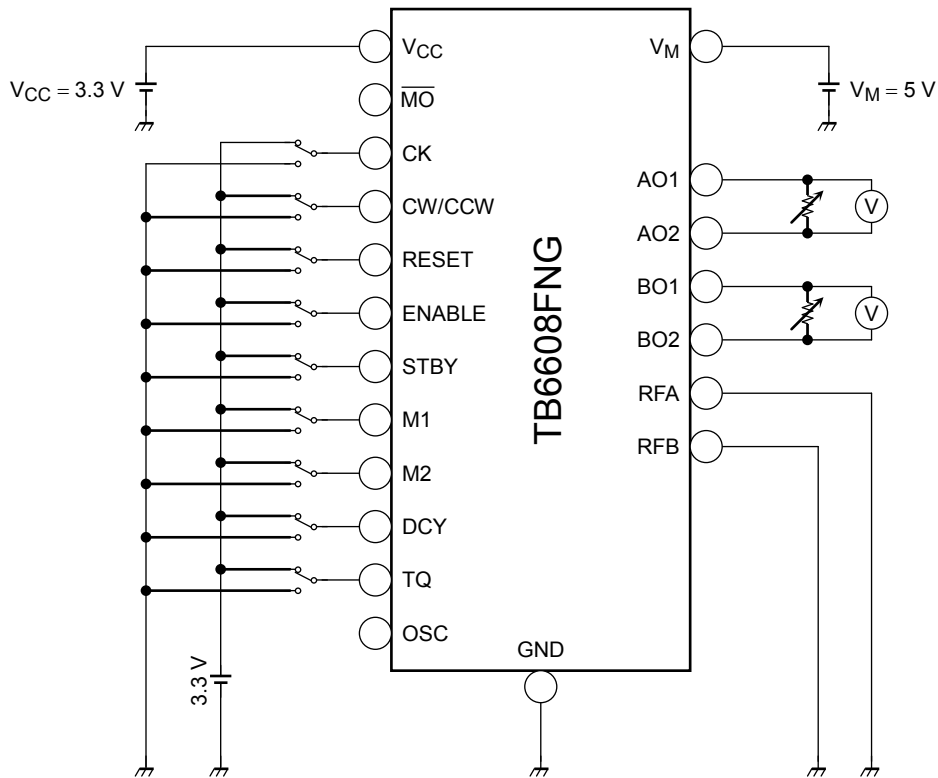 V_CC
V_M
V_CC = 3.3 V
V_M = 5 V
M̅O̅
CK
CW/CCW
RESET
ENABLE
STBY
M1
M2
DCY
TQ
OSC
TB6608FNG
AO1
V
AO2
BO1
V
BO2
RFA
RFB
3.3 V
GND